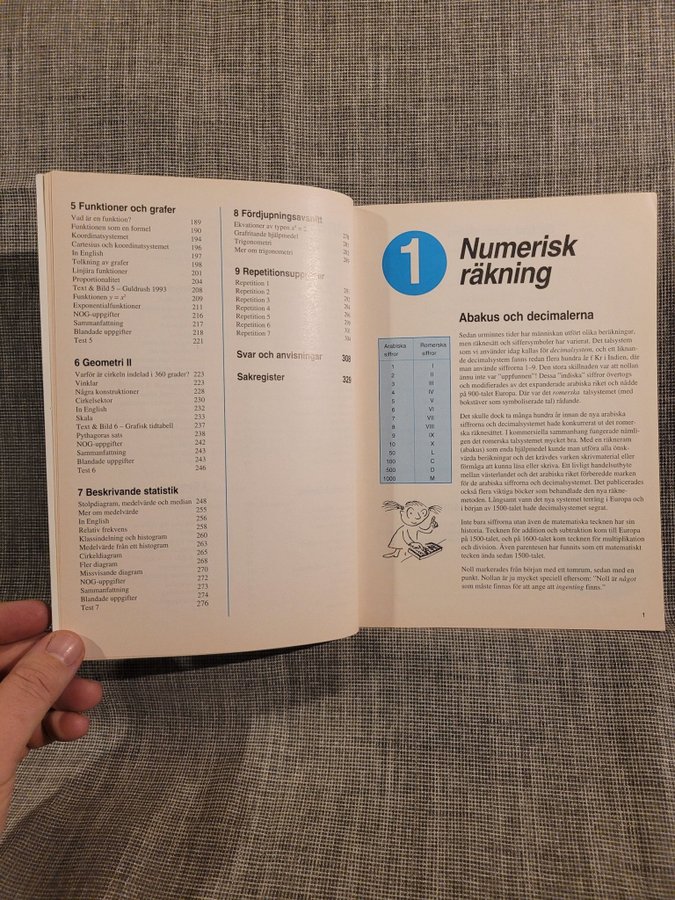 5 Funktioner och grafer
Vad är en funktion? 189
Funktionen som en formel 190
Koordinatsystemet 194
Cartesius och koordinatsystemet 196
In English 197
Tolkning av grafer 198
Linjära funktioner 201
Proportionalitet 204
Text & Bild 5 – Guldrush 1993 208
Funktionen y = x² 209
Exponentialfunktioner 211
NOG-uppgifter 216
Sammanfattning 217
Blandade uppgifter 218
Test 5 221
6 Geometri II
Varför är cirkeln indelad i 360 grader? 223
Vinklar 223
Några konstruktioner 228
Cirkelsektor 230
In English 232
Skala 233
Text & Bild 6 – Grafisk tidtabell 237
Pythagoras sats 238
NOG-uppgifter 242
Sammanfattning 243
Blandade uppgifter 243
Test 6 246
7 Beskrivande statistik
Stolpdiagram, medelvärde och median 248
Mer om medelvärde 255
In English 256
Relativ frekvens 258
Klassindelning och histogram 260
Medelvärde från ett histogram 263
Cirkeldiagram 265
Fler diagram 268
Missvisande diagram 270
NOG-uppgifter 272
Sammanfattning 273
Blandade uppgifter 274
Test 7 276
8 Fördjupningsavsnitt
Ekvationer av typen
Grafritande hjälpmedel
Trigonometri
Mer om trigonometri
9 Repetitionsuppgifter
Repetition 1
Repetition 2
Repetition 3
Repetition 4
Repetition 5
Repetition 6
Repetition 7
Svar och anvisningar 308
Sakregister 329
1 Numerisk
räkning
Abakus och decimalerna
Arabiska Romerska
siffror siffror
1 I
2 II
3 III
4 IV
5 V
6 VI
7 VII
8 VIII
9 IX
10 X
50 L
100 C
500 D
1000 M
Sedan urminnes tider har människan utfört olika beräkningar,
men räknesätt och siffersymboler har varierat. Det talsystem
som vi använder idag kallas för decimalsystem, och en liknan-
de decimalsystem fanns redan flera hundra år f Kr i Indien, där
man använde siffrorna 1–9. Den stora skillnaden var att nollan
ännu inte var "uppfunnen"! Dessa "indiska" siffror övertogs
och modifierades av det expanderade arabiska riket och nådde
på 900-talet Europa. Där var det romerska talsystemet (med
bokstäver som symboliserade tal) rådande.
Det skulle dock ta många hundra år innan de nya arabiska
siffrorna och decimalsystemet hade konkurrerat ut det romer-
ska räknesättet. I kommersiella sammanhang fungerade nämli-
gen det romerska talsystemet mycket bra. Med en räkneram
(abakus) som enda hjälpmedel kunde man utföra alla önsk-
värda beräkningar och det krävdes varken skrivmaterial eller
förmåga att kunna läsa eller skriva. Ett livligt handelsutbyte
mellan västerlandet och det arabiska riket förberedde marken
för de arabiska siffrorna och decimalsystemet. Det publicerades
också flera viktiga böcker som behandlade den nya räkne-
metoden. Långsamt vann det nya systemet terräng i Europa och
i början av 1500-talet hade decimalsystemet segrat.
Inte bara siffrorna utan även de matematiska tecknen har sin
historia. Tecknen för addition och subtraktion kom till Europa
på 1500-talet, och på 1600-talet kom tecknen för multiplikation
och division. Även parentesen har funnits som ett matematiskt
tecken ända sedan 1500-talet.
Noll markerades från början med ett tomrum, sedan med en
punkt. Nollan är ju mycket speciell eftersom: "Noll är något
som måste finnas för att ange att ingenting finns."
1